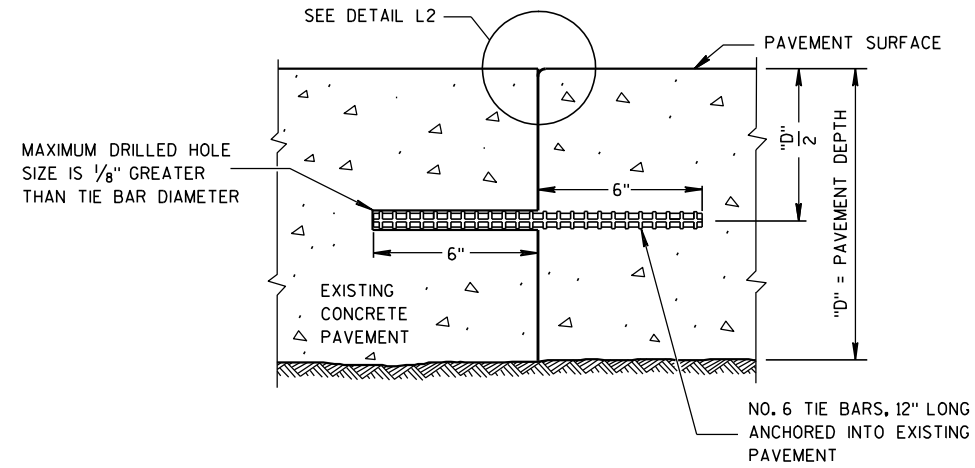 SEE DETAIL L2
PAVEMENT SURFACE
"D"
2
"D" = PAVEMENT DEPTH
MAXIMUM DRILLED HOLE
SIZE IS 1/8" GREATER
THAN TIE BAR DIAMETER
6"
6"
EXISTING
CONCRETE
PAVEMENT
NO. 6 TIE BARS, 12" LONG
ANCHORED INTO EXISTING
PAVEMENT